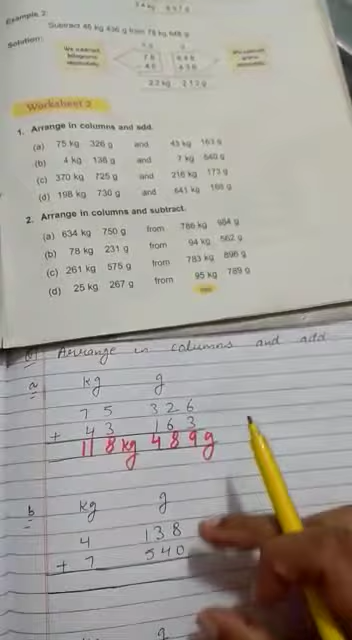 Example 2:
Subtract 45 kg 436 g from 78 kg 648 g
Solution:
We subtract
kilograms
separately.
We subtract
grams
separately.
33 kg 212 g
Worksheet 2
1. Arrange in columns and add.
(a) 75 kg 326 g and 43 kg 163 g
(b) 4 kg 138 g and 7 kg 540 g
(c) 370 kg 725 g and 216 kg 173 g
(d) 198 kg 730 g and 641 kg 168 g
2. Arrange in columns and subtract.
(a) 634 kg 750 g from 786 kg 984 g
(b) 78 kg 231 g from 94 kg 562 g
(c) 261 kg 575 g from 783 kg 896 g
(d) 25 kg 267 g from 95 kg 789 g
Arrange in columns and add
a
kg g
75 326
+ 43 163
118 kg 489 g
b
kg g
4 138
+ 7 540
g